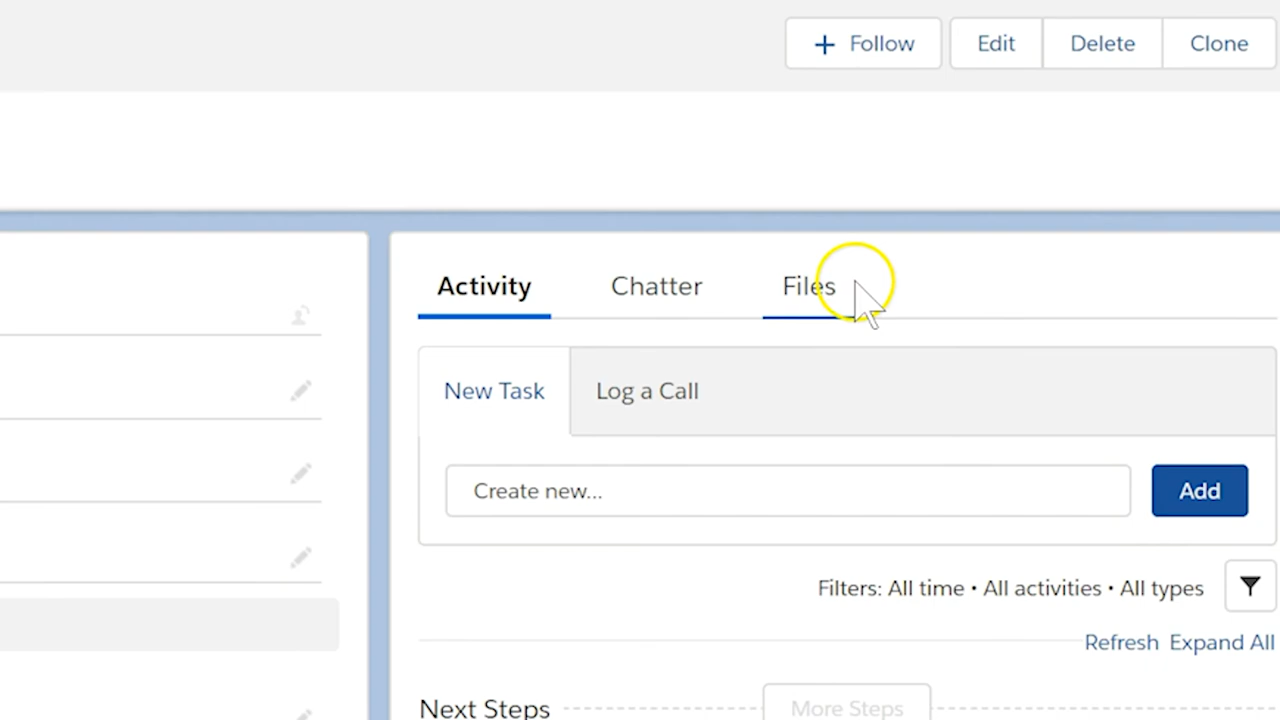 Follow Edit Delete Clone
Activity Chatter Files
New Task Log a Call
Create new... Add
Filters: All time • All activities • All types
Refresh Expand All
Next Steps More Steps